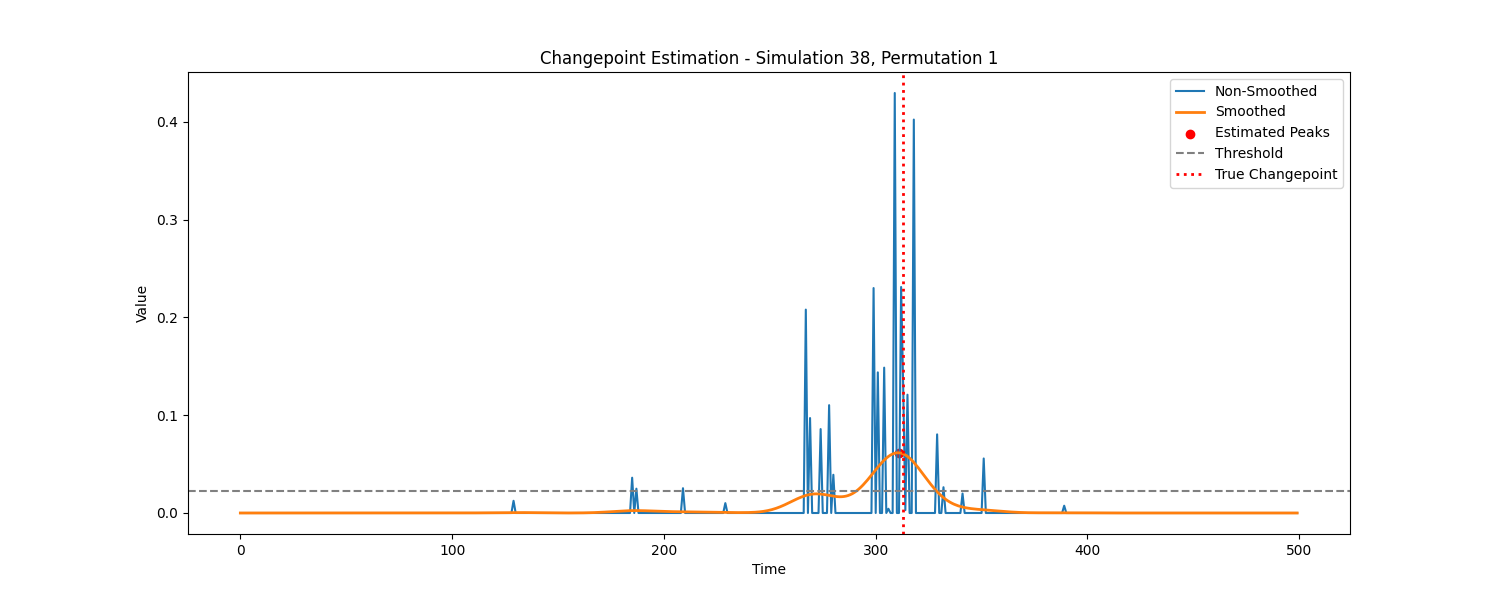 Changepoint Estimation - Simulation 38, Permutation 1
Non-Smoothed
Smoothed
Estimated Peaks
Threshold
True Changepoint
Value
0.4
0.3
0.2
0.1
0.0
0
100
200
300
400
500
Time